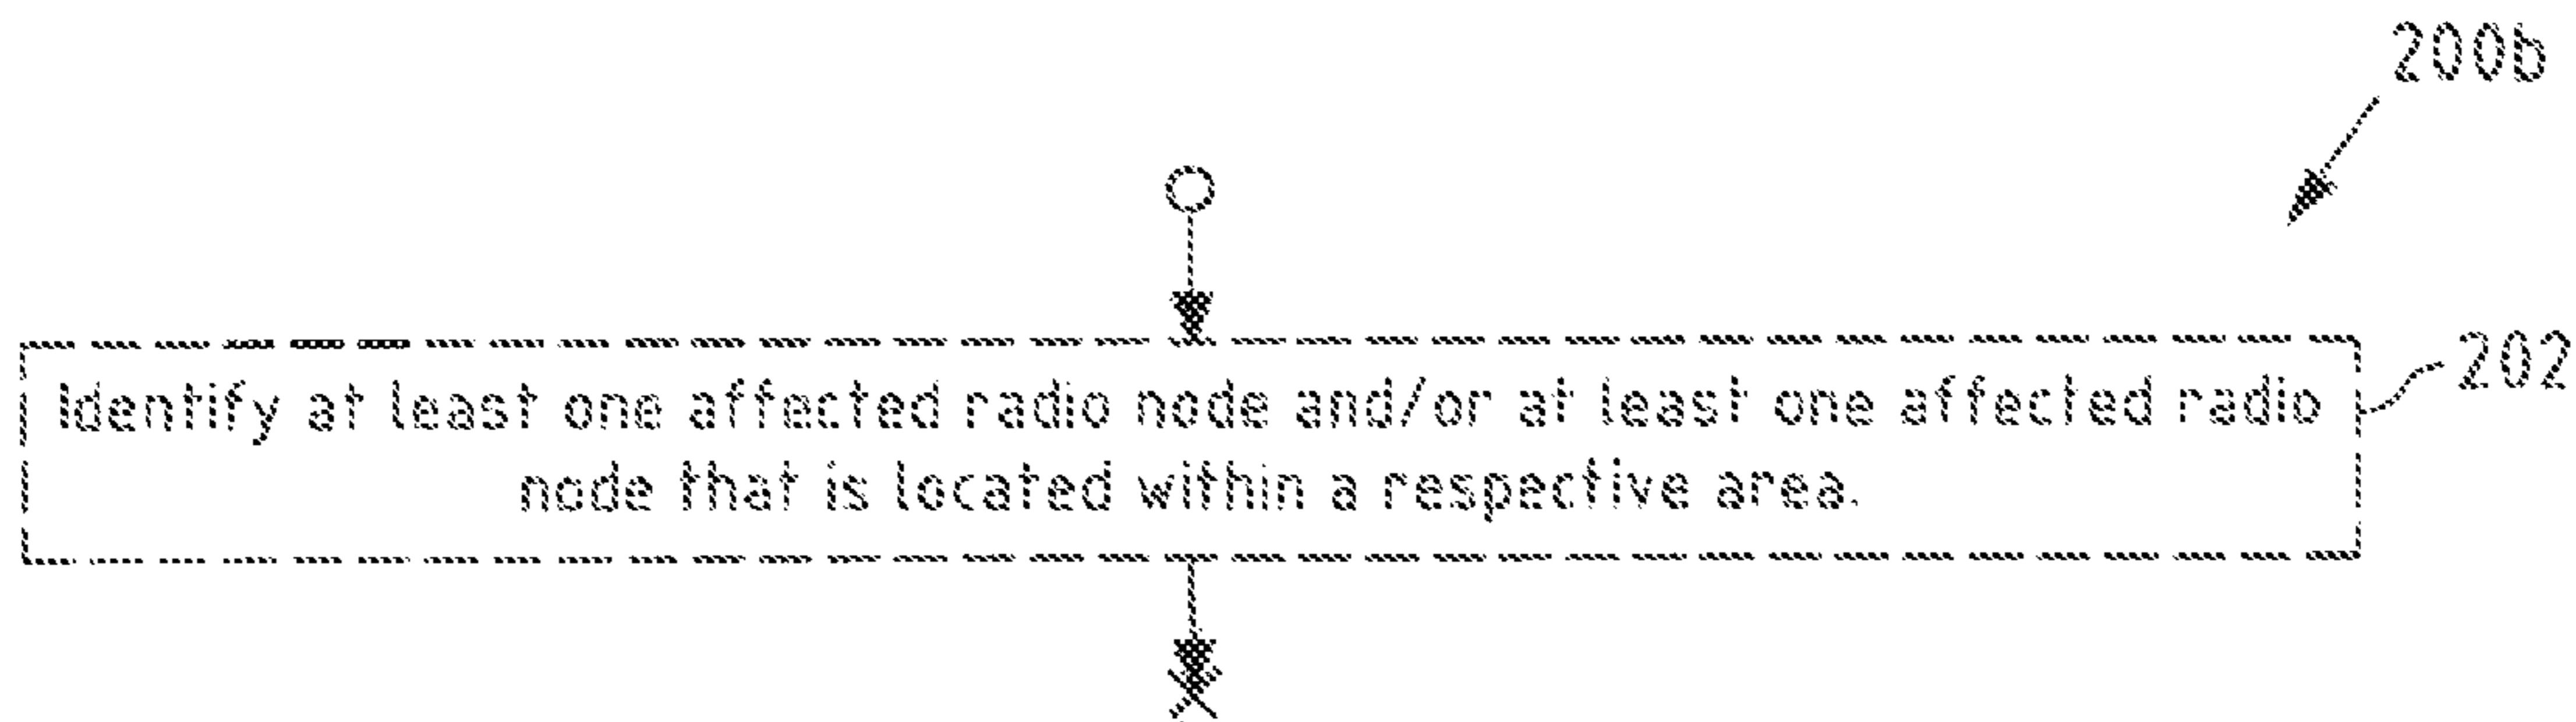 200b
Identify at least one affected radio node and/or at least one affected radio
node that is located within a respective area.
202